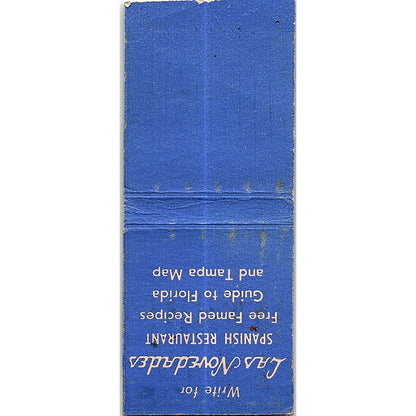 Write for
Las Novedades
SPANISH RESTAURANT
Free Famed Recipes
Guide to Florida
and Tampa Map